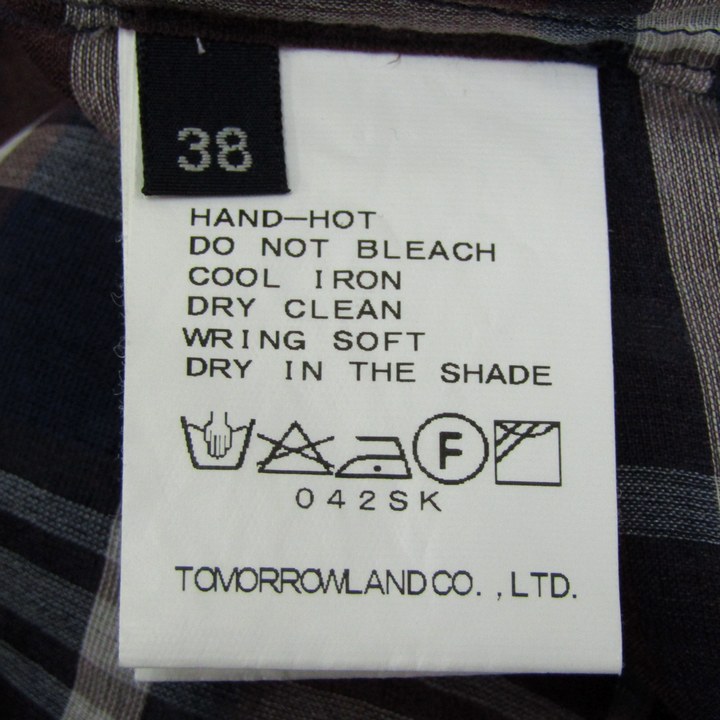 38
HAND-HOT
DO NOT BLEACH
COOL IRON
DRY CLEAN
WRING SOFT
DRY IN THE SHADE
F
042SK
TOMORROWLAND CO., LTD.